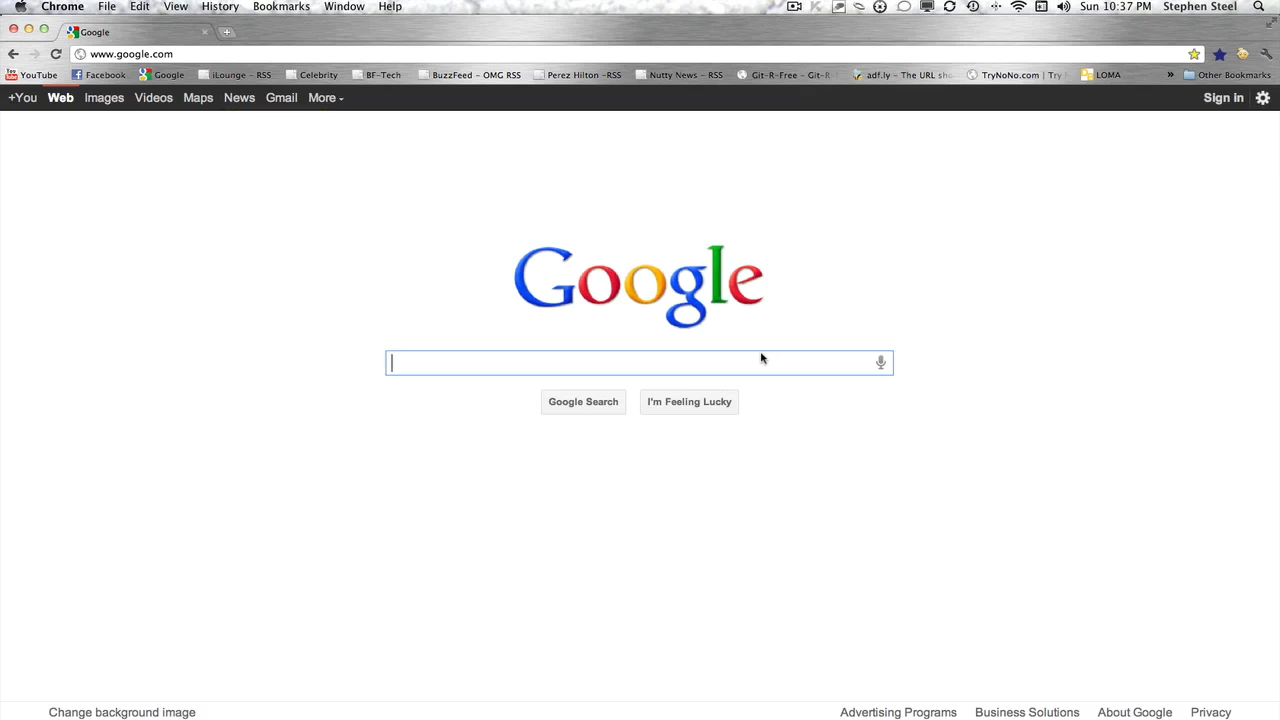 Chrome File Edit View History Bookmarks Window Help Sun 10:37 PM Stephen Steel
Google
www.google.com
YouTube Facebook Google iLounge - RSS Celebrity BF-Tech BuzzFeed - OMG RSS Perez Hilton -RSS Nutty News - RSS Git-R-Free - Git-R adf.ly - The URL sho TryNoNo.com | Try LOMA » Other Bookmarks
+You Web Images Videos Maps News Gmail More Sign in
Google
Google Search I'm Feeling Lucky
Change background image Advertising Programs Business Solutions About Google Privacy